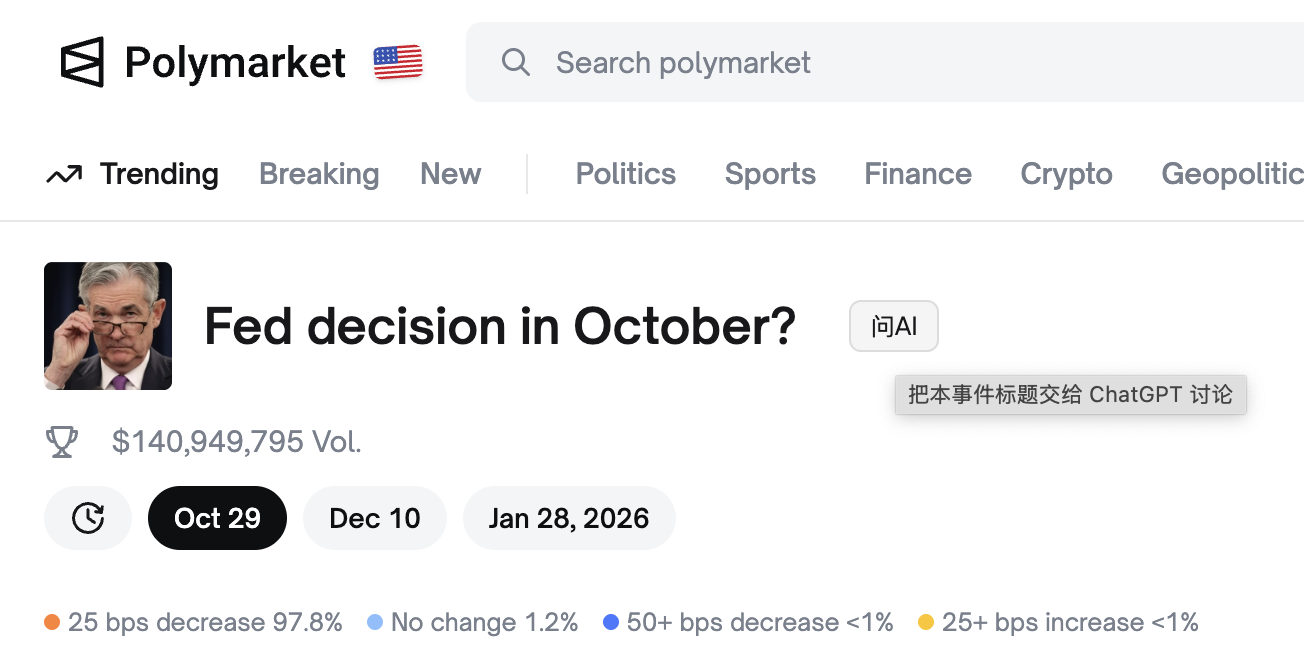 Polymarket
Search polymarket
Trending Breaking New Politics Sports Finance Crypto Geopolitic
Fed decision in October? 问AI
把本事件标题交给 ChatGPT 讨论
$140,949,795 Vol.
Oct 29 Dec 10 Jan 28, 2026
25 bps decrease 97.8% No change 1.2% 50+ bps decrease <1% 25+ bps increase <1%